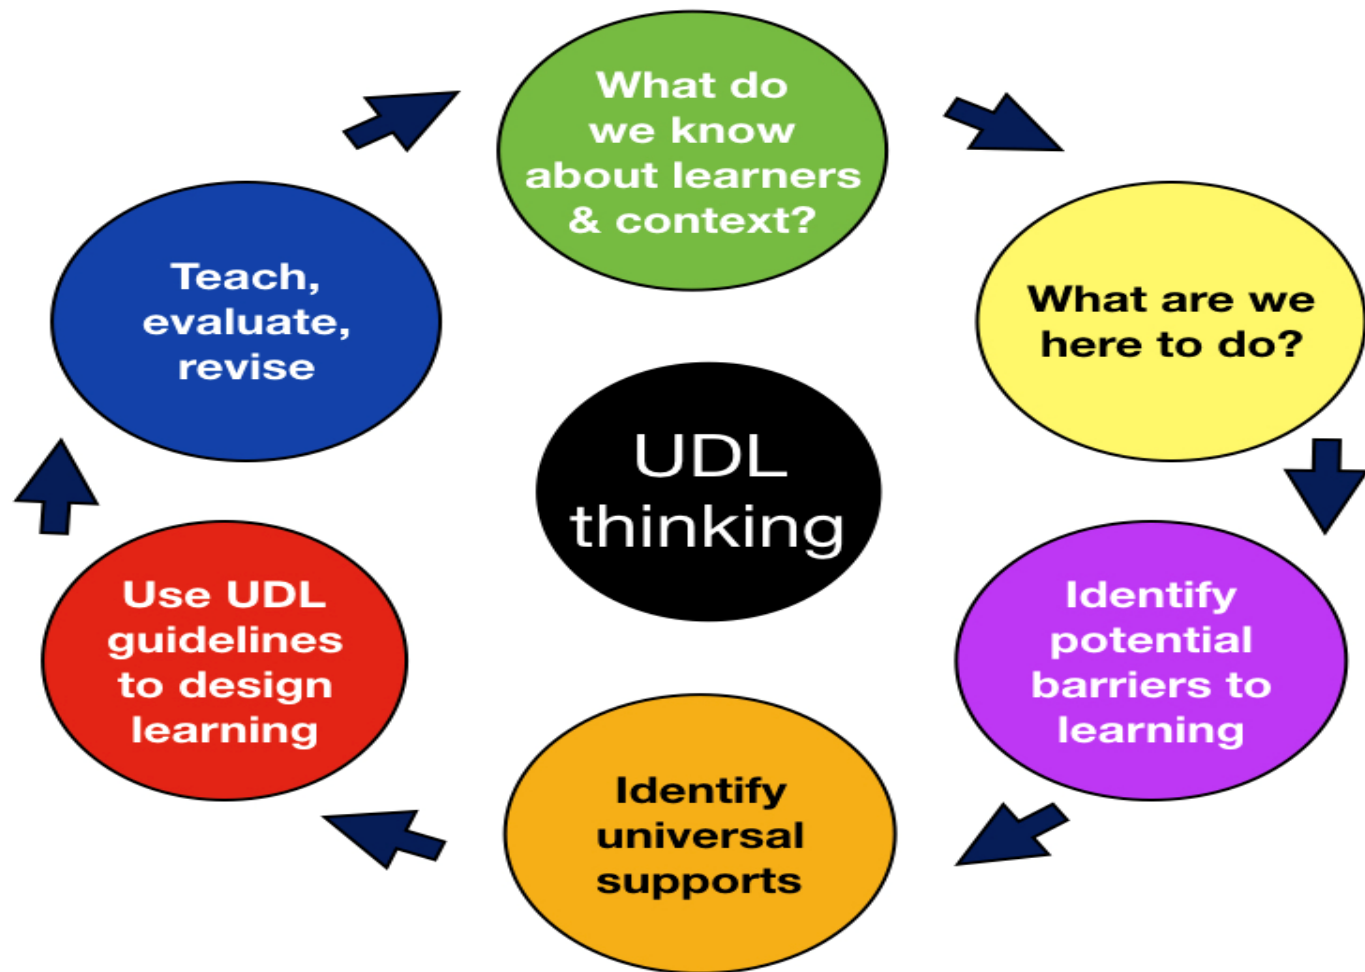 What do
we know
about learners
& context?
What are we
here to do?
Identify
potential
barriers to
learning
Identify
universal
supports
Use UDL
guidelines
to design
learning
Teach,
evaluate,
revise
UDL
thinking